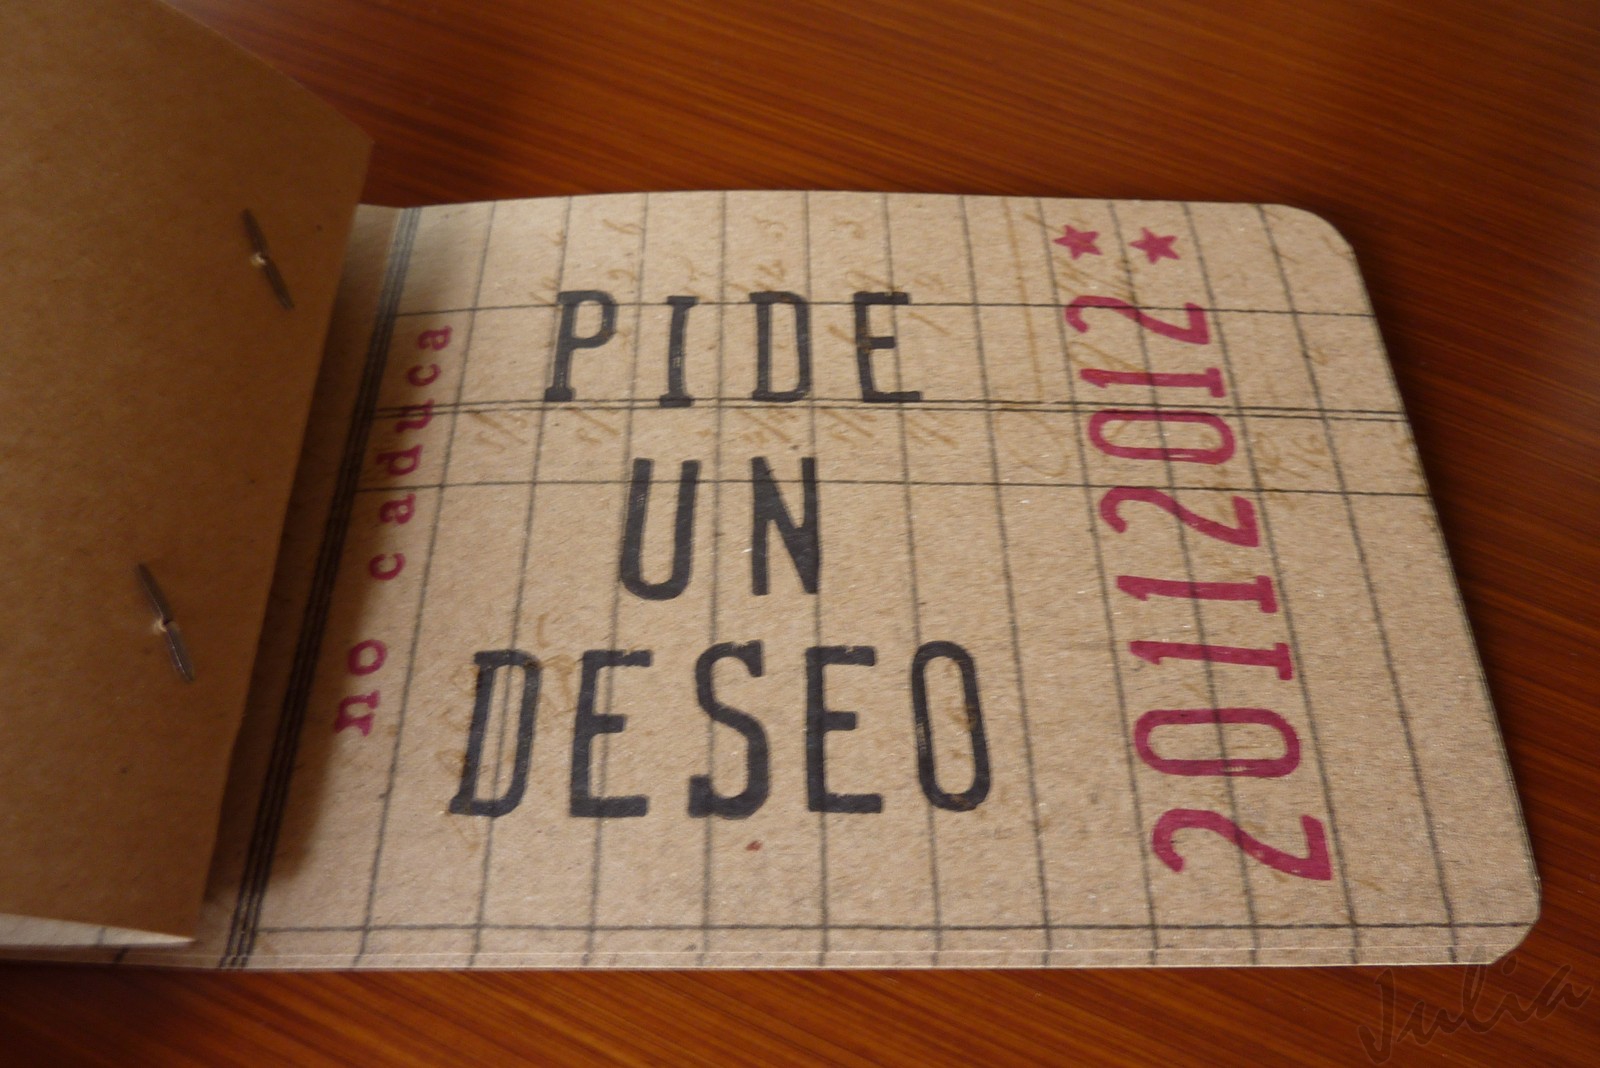 no caduca
PIDE
UN
DESEO
20112012
Julia